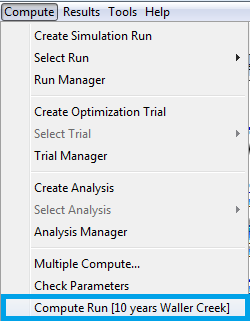 Compute Results Tools Help
Create Simulation Run
Select Run
Run Manager
Create Optimization Trial
Select Trial
Trial Manager
Create Analysis
Select Analysis
Analysis Manager
Multiple Compute...
Check Parameters
Compute Run [10 years Waller Creek]